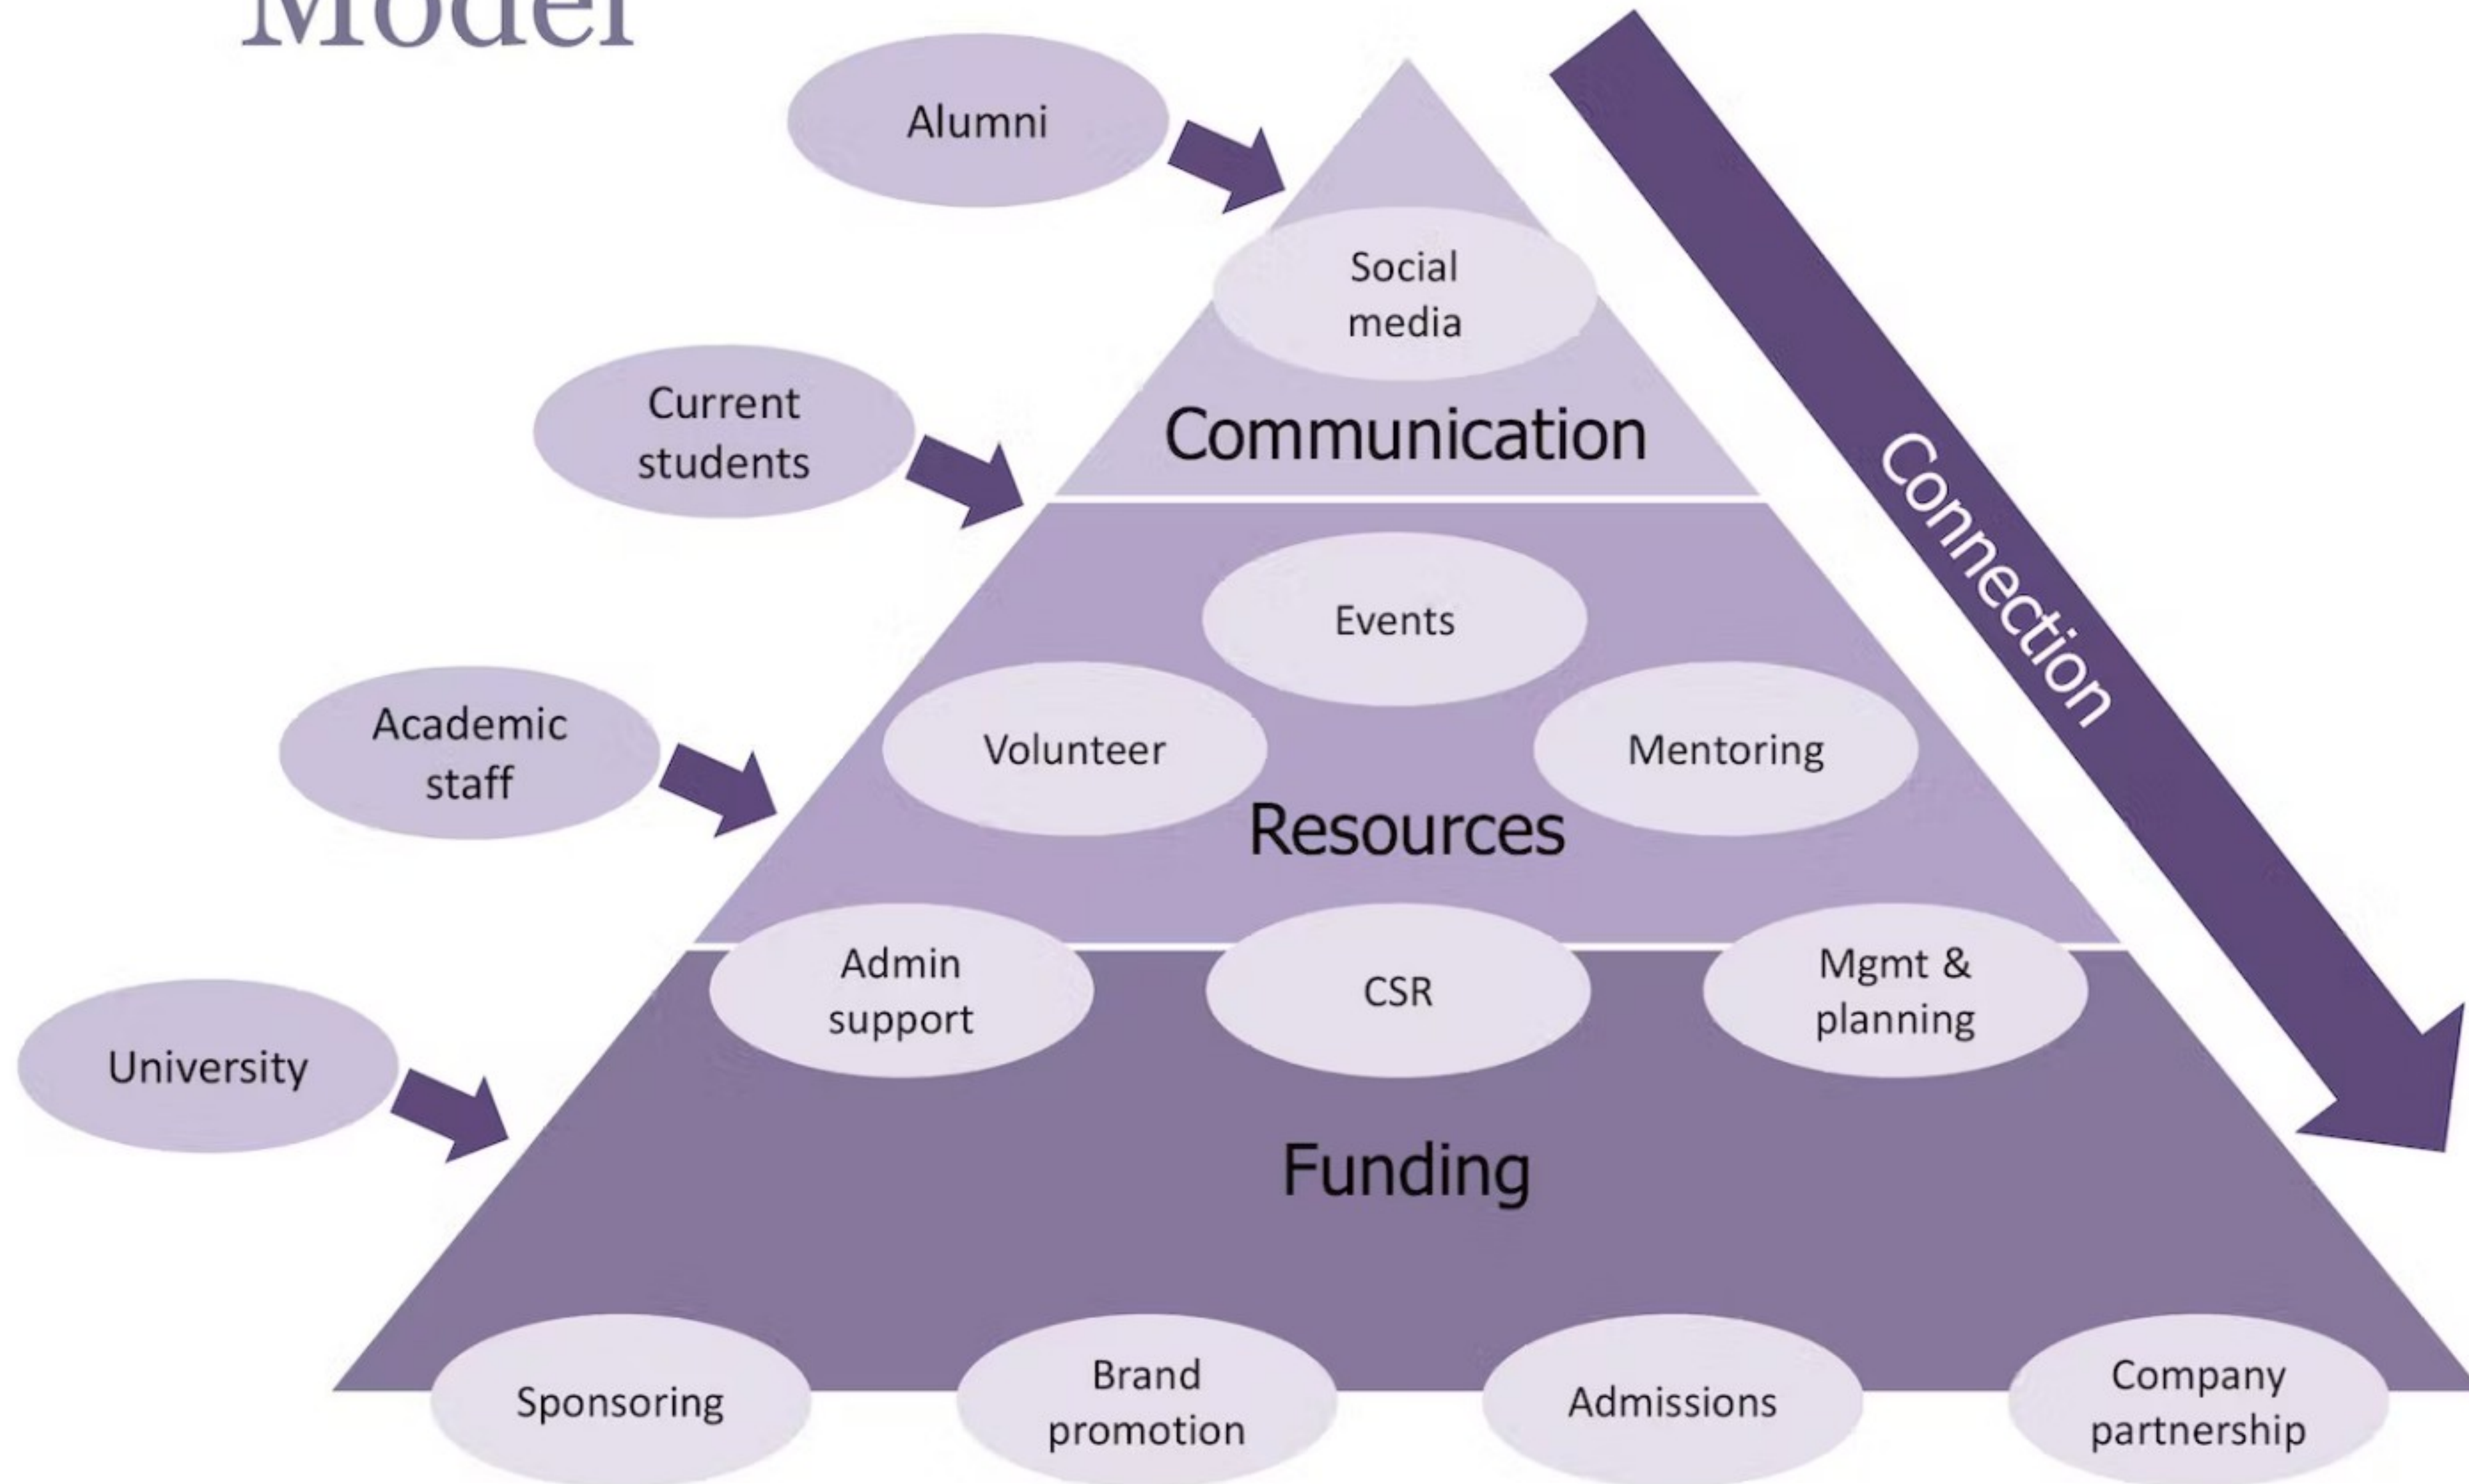 Model
Alumni
Social
media
Communication
Current
students
Connection
Events
Volunteer
Mentoring
Academic
staff
Resources
Admin
support
CSR
Mgmt &
planning
University
Funding
Sponsoring
Brand
promotion
Admissions
Company
partnership